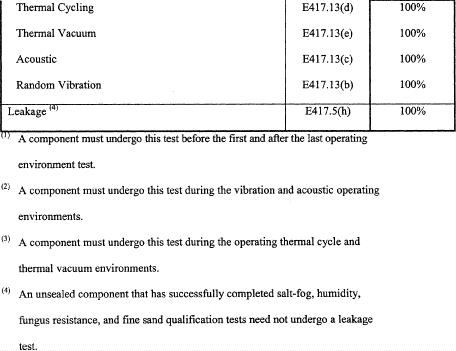 Thermal Cycling E417.13(d) 100%
Thermal Vacuum E417.13(e) 100%
Acoustic E417.13(c) 100%
Random Vibration E417.13(b) 100%
Leakage (4) E417.5(h) 100%
(1) A component must undergo this test before the first and after the last operating
environment test.
(2) A component must undergo this test during the vibration and acoustic operating
environments.
(3) A component must undergo this test during the operating thermal cycle and
thermal vacuum environments.
(4) An unsealed component that has successfully completed salt-fog, humidity,
fungus resistance, and fine sand qualification tests need not undergo a leakage
test.